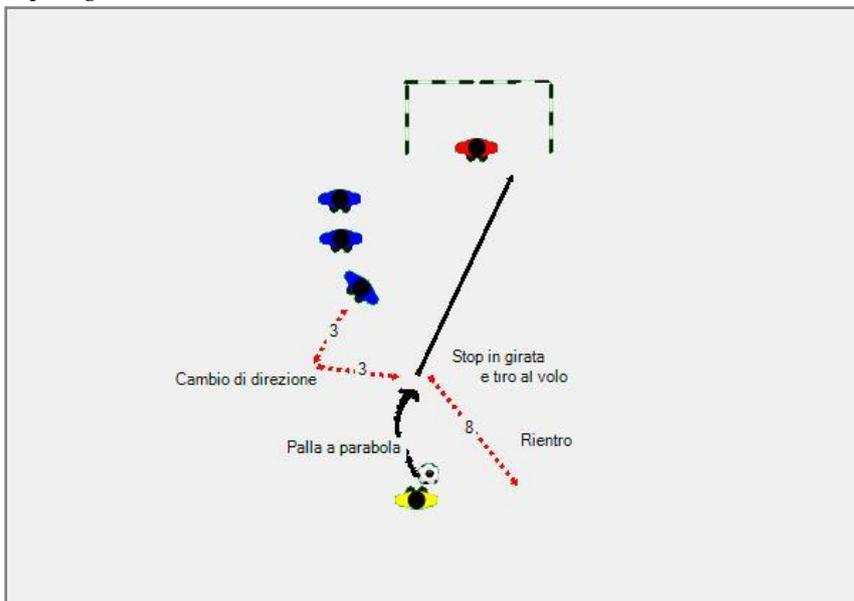 3
Stop in girata
e tiro al volo
Cambio di direzione
3
8
Rientro
Palla a parabola